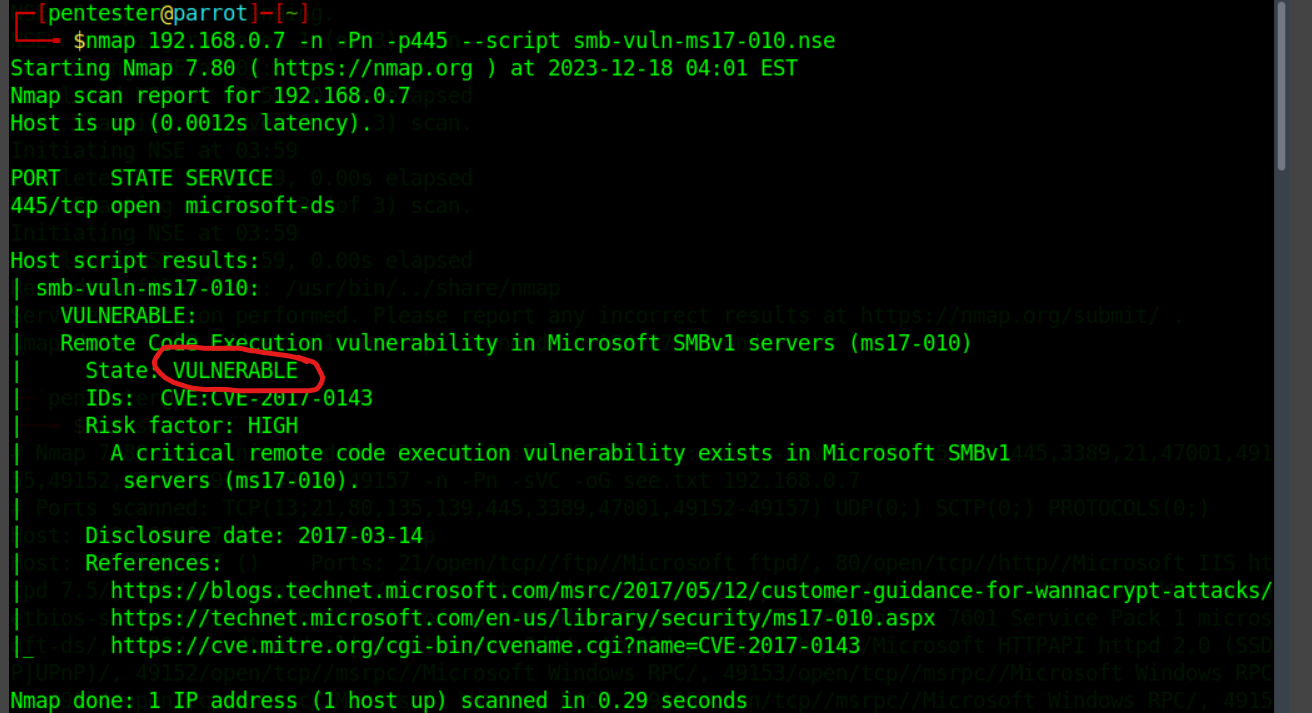 [pentester@parrot]─[~]
$nmap 192.168.0.7 -n -Pn -p445 --script smb-vuln-ms17-010.nse
Starting Nmap 7.80 ( https://nmap.org ) at 2023-12-18 04:01 EST
Nmap scan report for 192.168.0.7
Host is up (0.0012s latency).
PORT    STATE SERVICE
445/tcp open  microsoft-ds
Host script results:
| smb-vuln-ms17-010:
|   VULNERABLE:
|   Remote Code Execution vulnerability in Microsoft SMBv1 servers (ms17-010)
|     State: VULNERABLE
|     IDs:  CVE:CVE-2017-0143
|     Risk factor: HIGH
|       A critical remote code execution vulnerability exists in Microsoft SMBv1
|        servers (ms17-010).
|
|     Disclosure date: 2017-03-14
|     References:
|       https://blogs.technet.microsoft.com/msrc/2017/05/12/customer-guidance-for-wannacrypt-attacks/
|       https://technet.microsoft.com/en-us/library/security/ms17-010.aspx
|_      https://cve.mitre.org/cgi-bin/cvename.cgi?name=CVE-2017-0143
Nmap done: 1 IP address (1 host up) scanned in 0.29 seconds